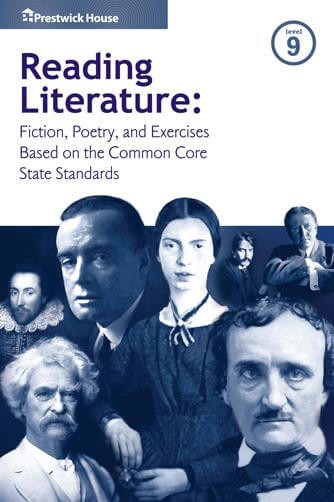 Prestwick House
level
9
Reading
Literature:
Fiction, Poetry, and Exercises
Based on the Common Core
State Standards